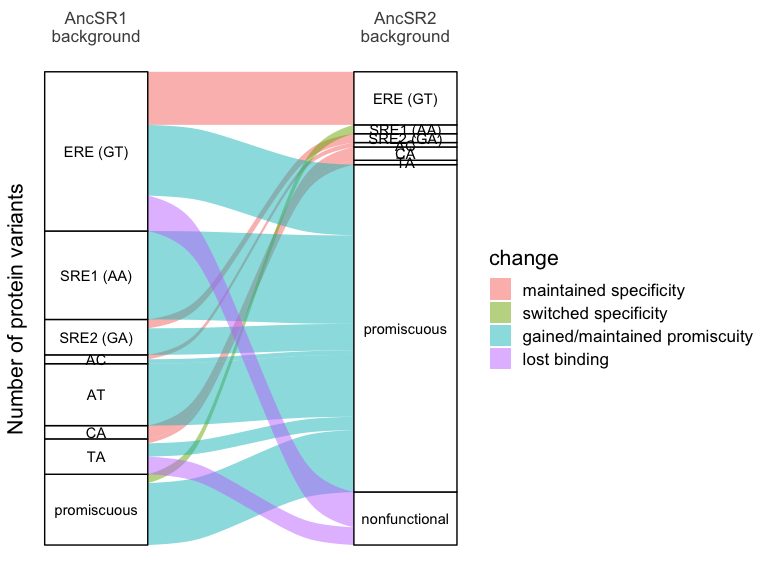 AncSR1
background
AncSR2
background
Number of protein variants
ERE (GT)
SRE1 (AA)
SRE2 (GA)
AC
AT
CA
TA
promiscuous
ERE (GT)
SRE1 (AA)
SRE2 (GA)
AC
CA
TA
promiscuous
nonfunctional
change
maintained specificity
switched specificity
gained/maintained promiscuity
lost binding